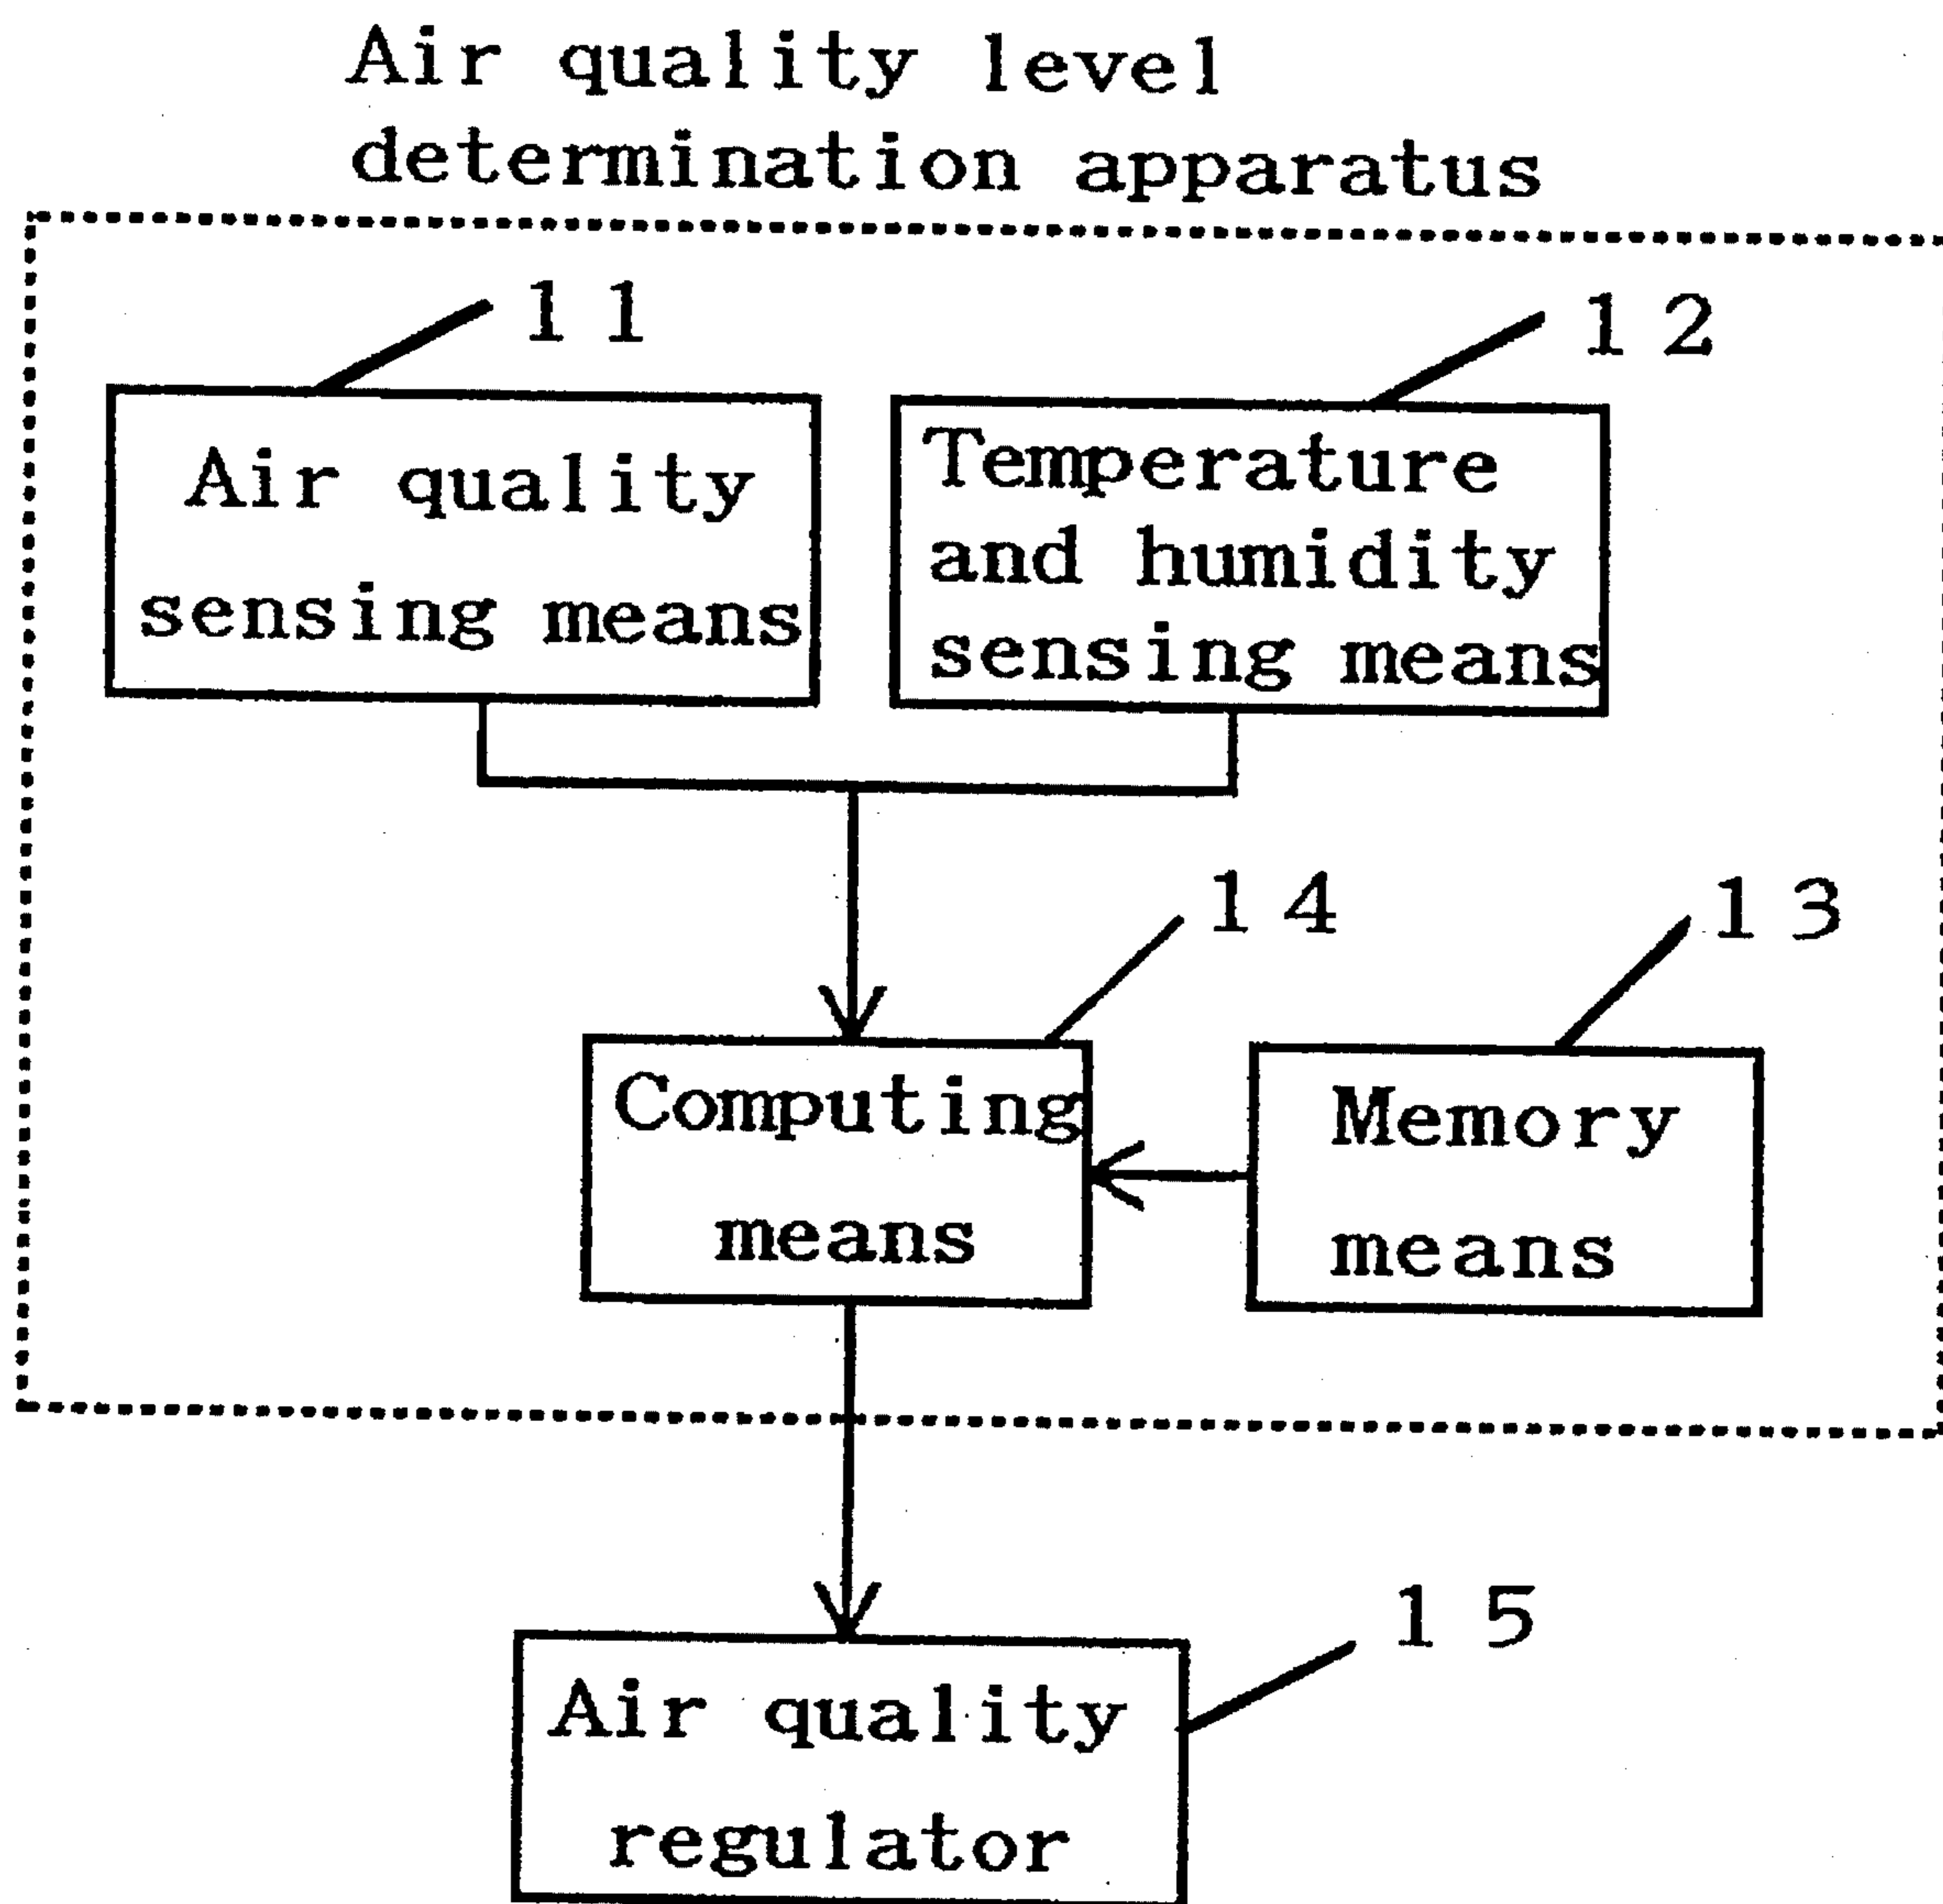 Air quality level
determination apparatus
11
12
Air quality
sensing means
Temperature
and humidity
sensing means
14
13
Computing
means
Memory
means
15
Air quality
regulator